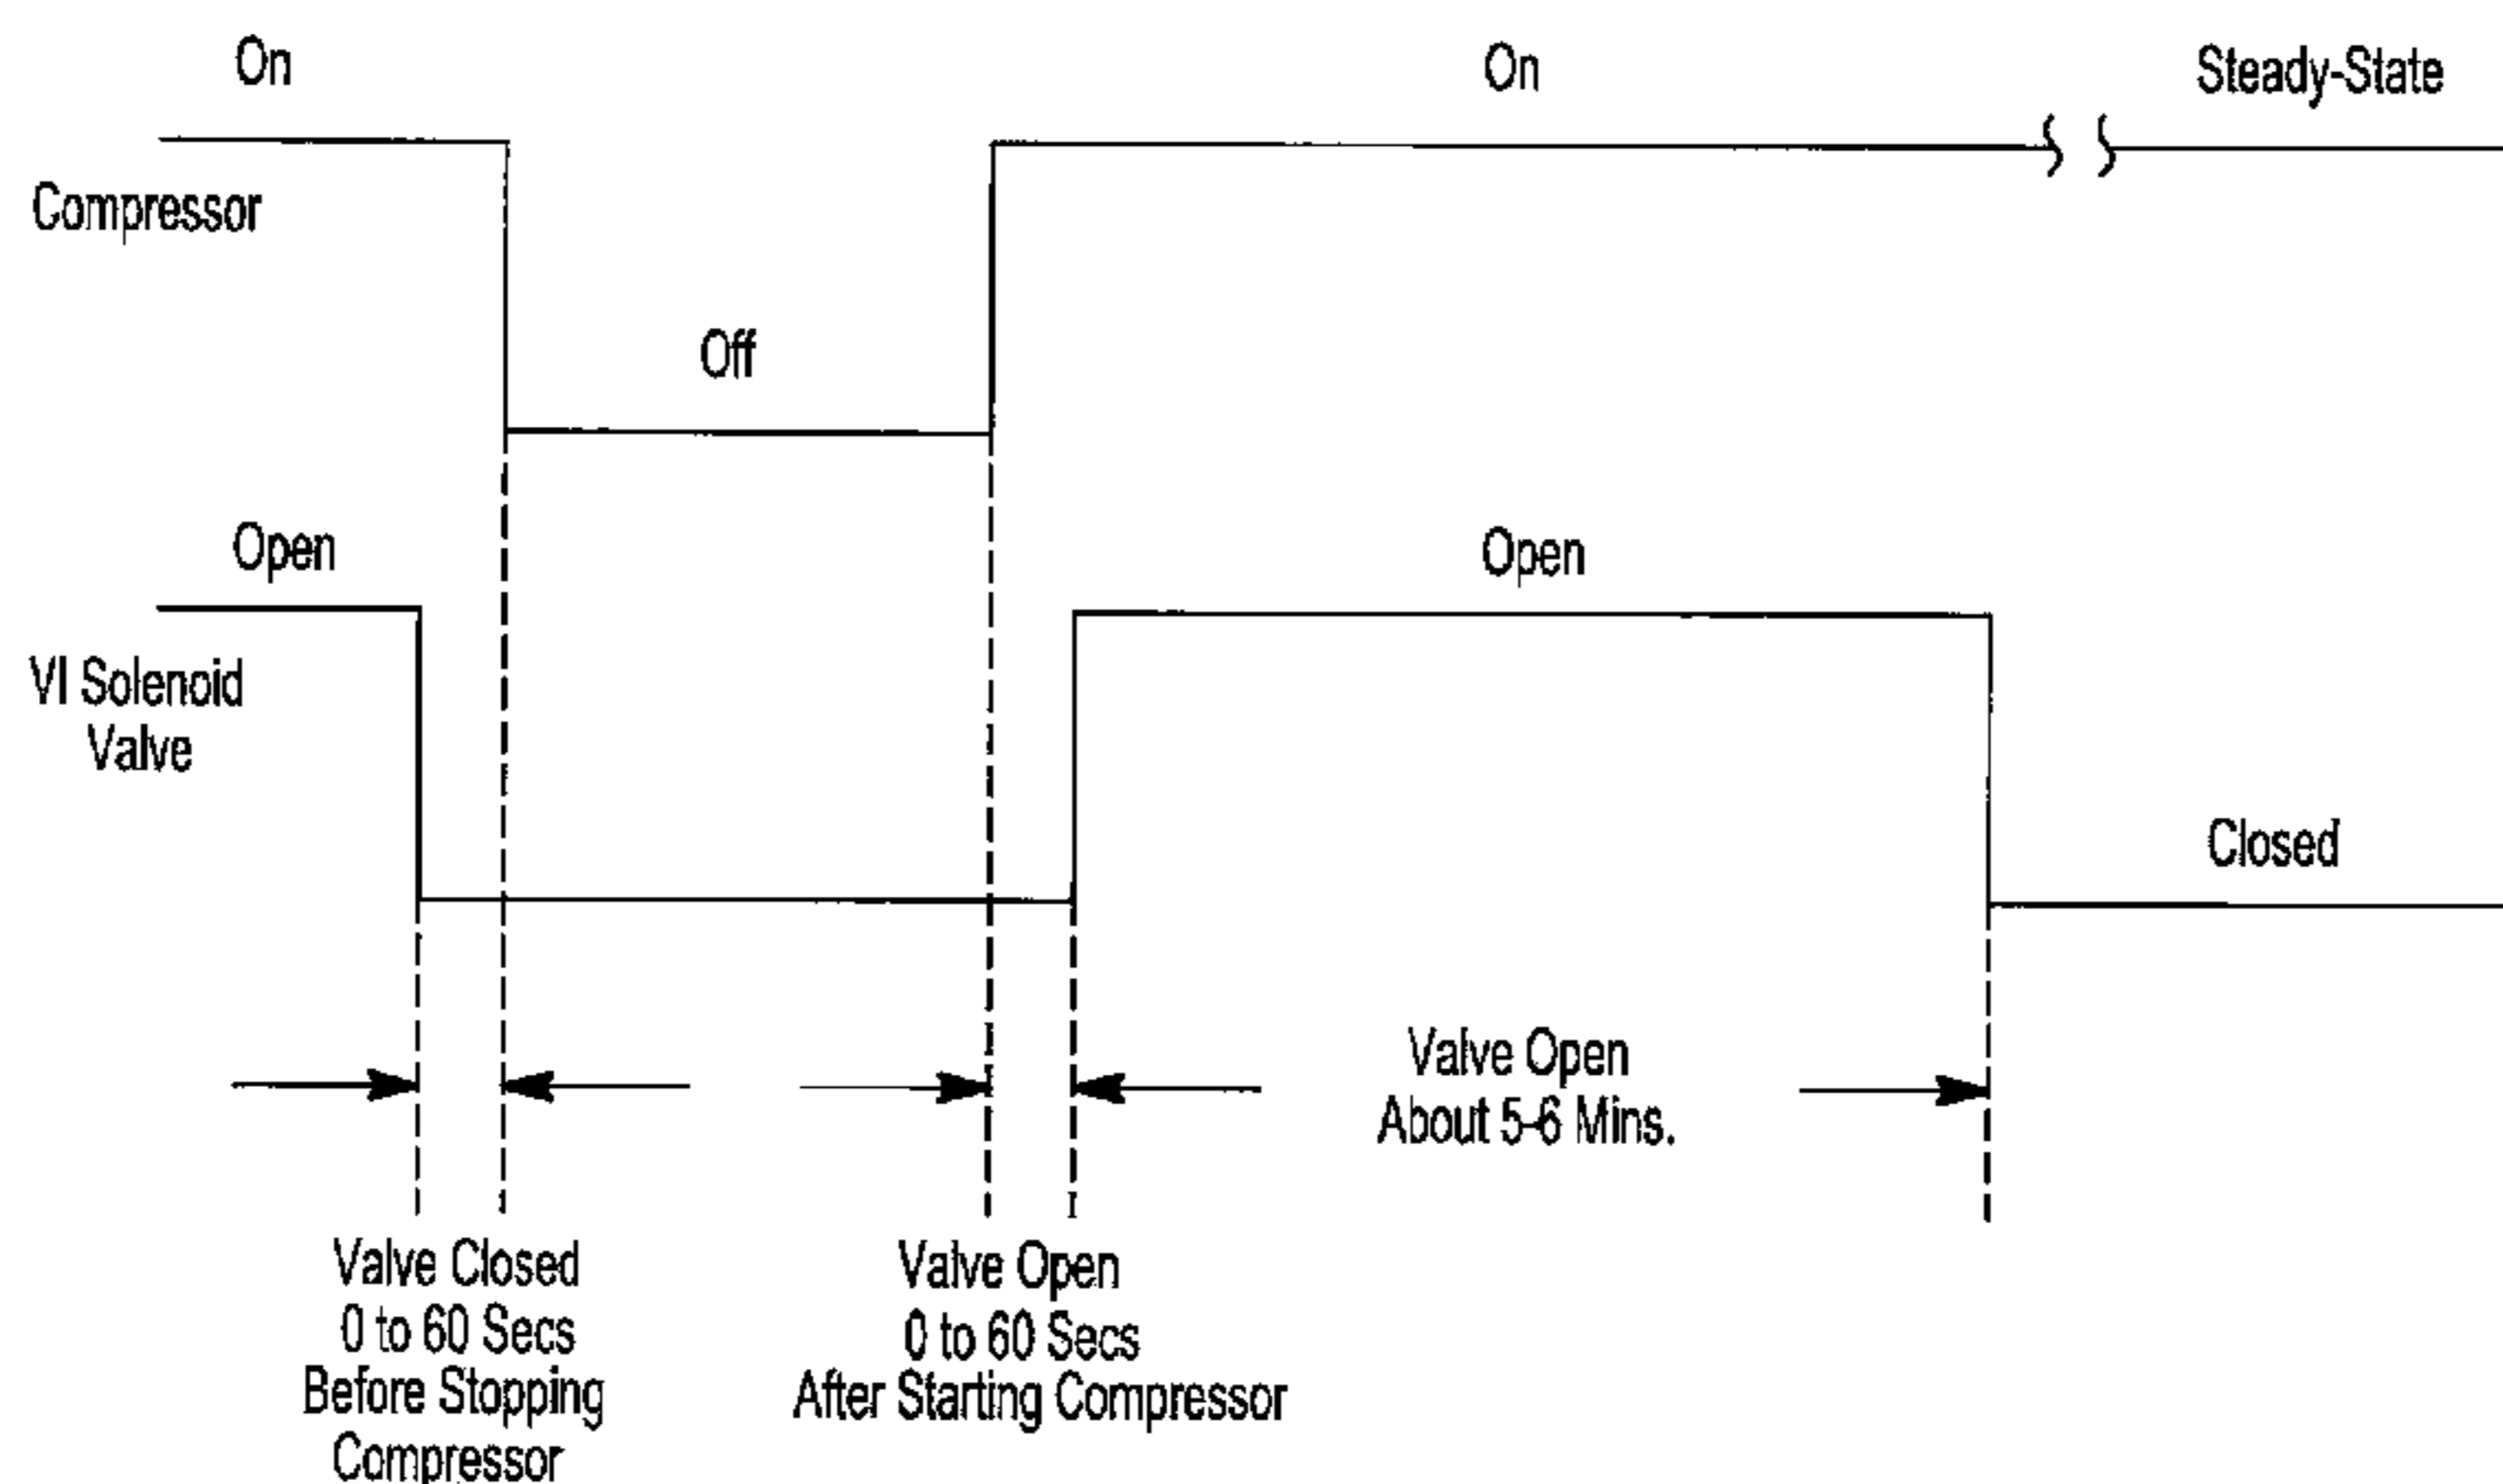 On
On
Steady-State
Compressor
Off
Open
Open
VI Solenoid
Valve
Closed
Valve Open
About 5-6 Mins.
Valve Closed
0 to 60 Secs
Before Stopping
Compressor
Valve Open
0 to 60 Secs
After Starting Compressor